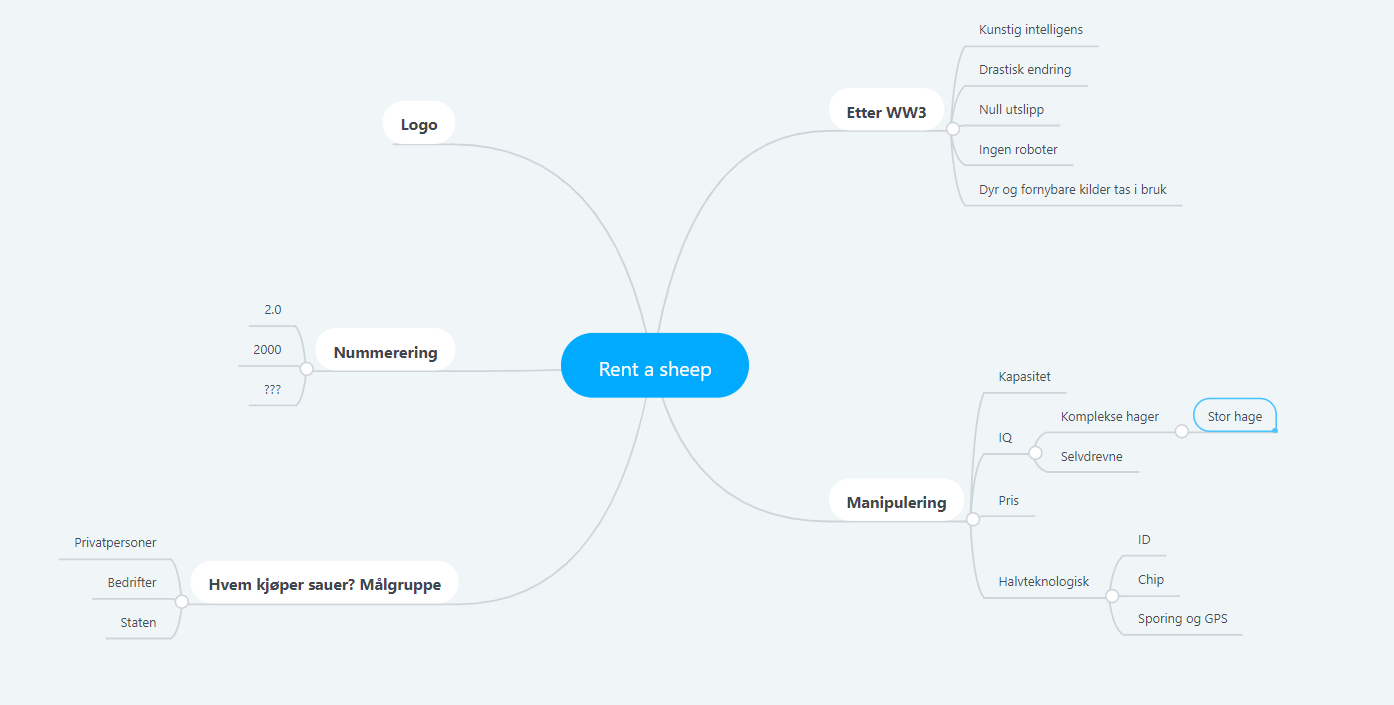 Rent a sheep
Logo
Nummerering
2.0
2000
???
Hvem kjøper sauer? Målgruppe
Privatpersoner
Bedrifter
Staten
Etter WW3
Kunstig intelligens
Drastisk endring
Null utslipp
Ingen roboter
Dyr og fornybare kilder tas i bruk
Manipulering
Kapasitet
IQ
Komplekse hager
Stor hage
Selvdrevne
Pris
Halvteknologisk
ID
Chip
Sporing og GPS